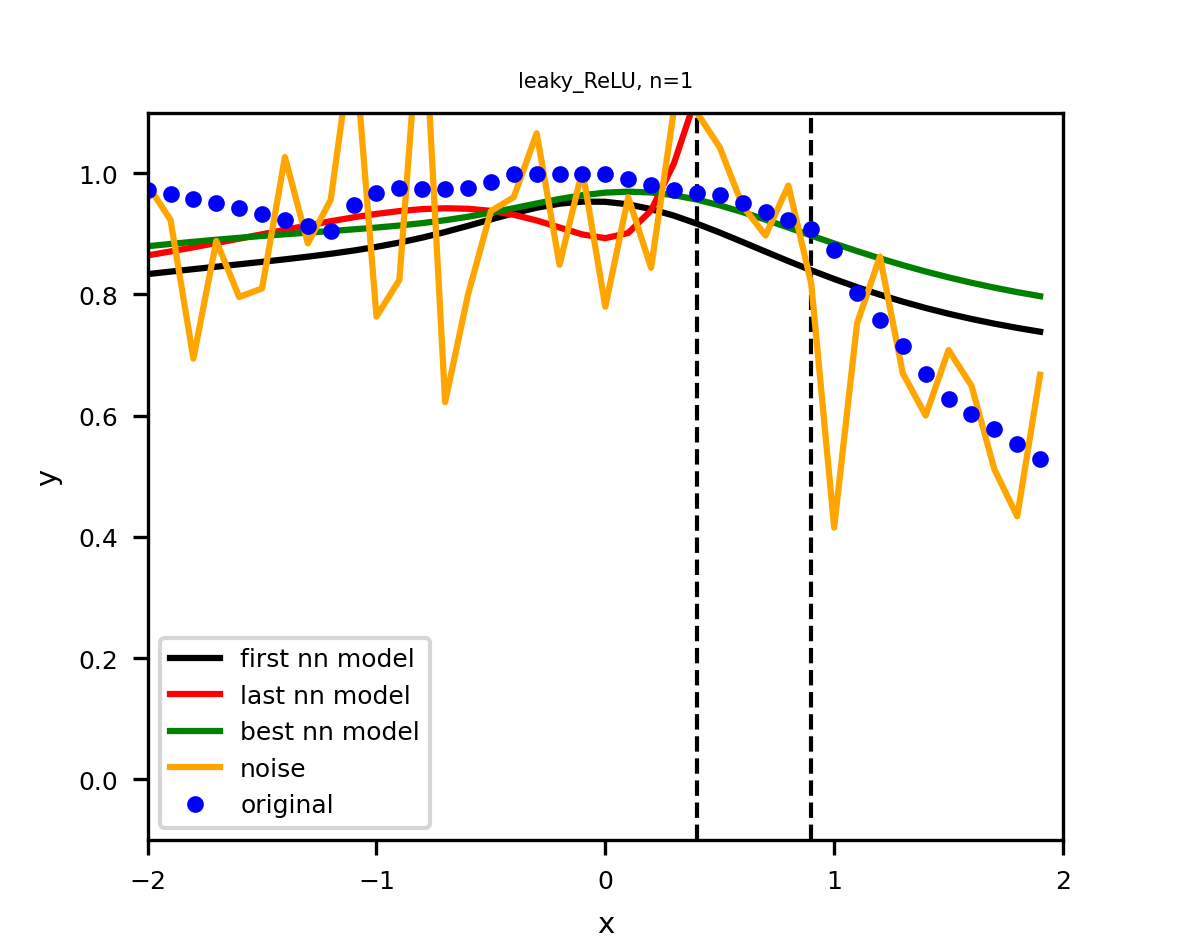 leaky_ReLU, n=1
y
1.0
0.8
0.6
0.4
0.2
0.0
first nn model
last nn model
best nn model
noise
original
−2
−1
0
1
2
x